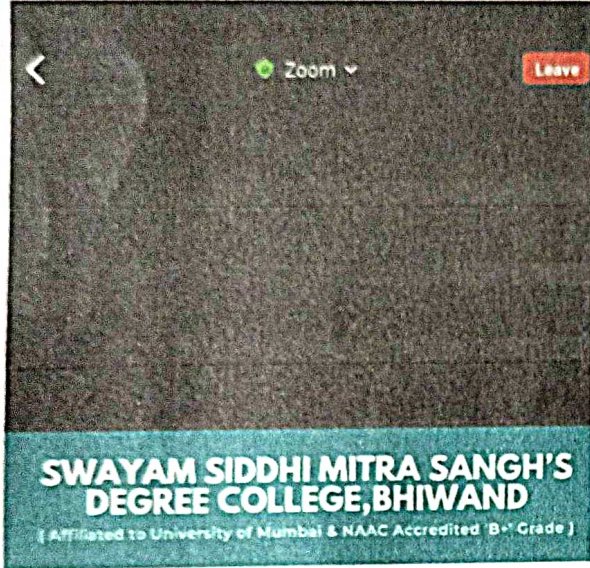 Zoom
Leave
SWAYAM SIDDHI MITRA SANGH'S
DEGREE COLLEGE,BHIWAND
( Affiliated to University of Mumbai & NAAC Accredited 'B+' Grade )